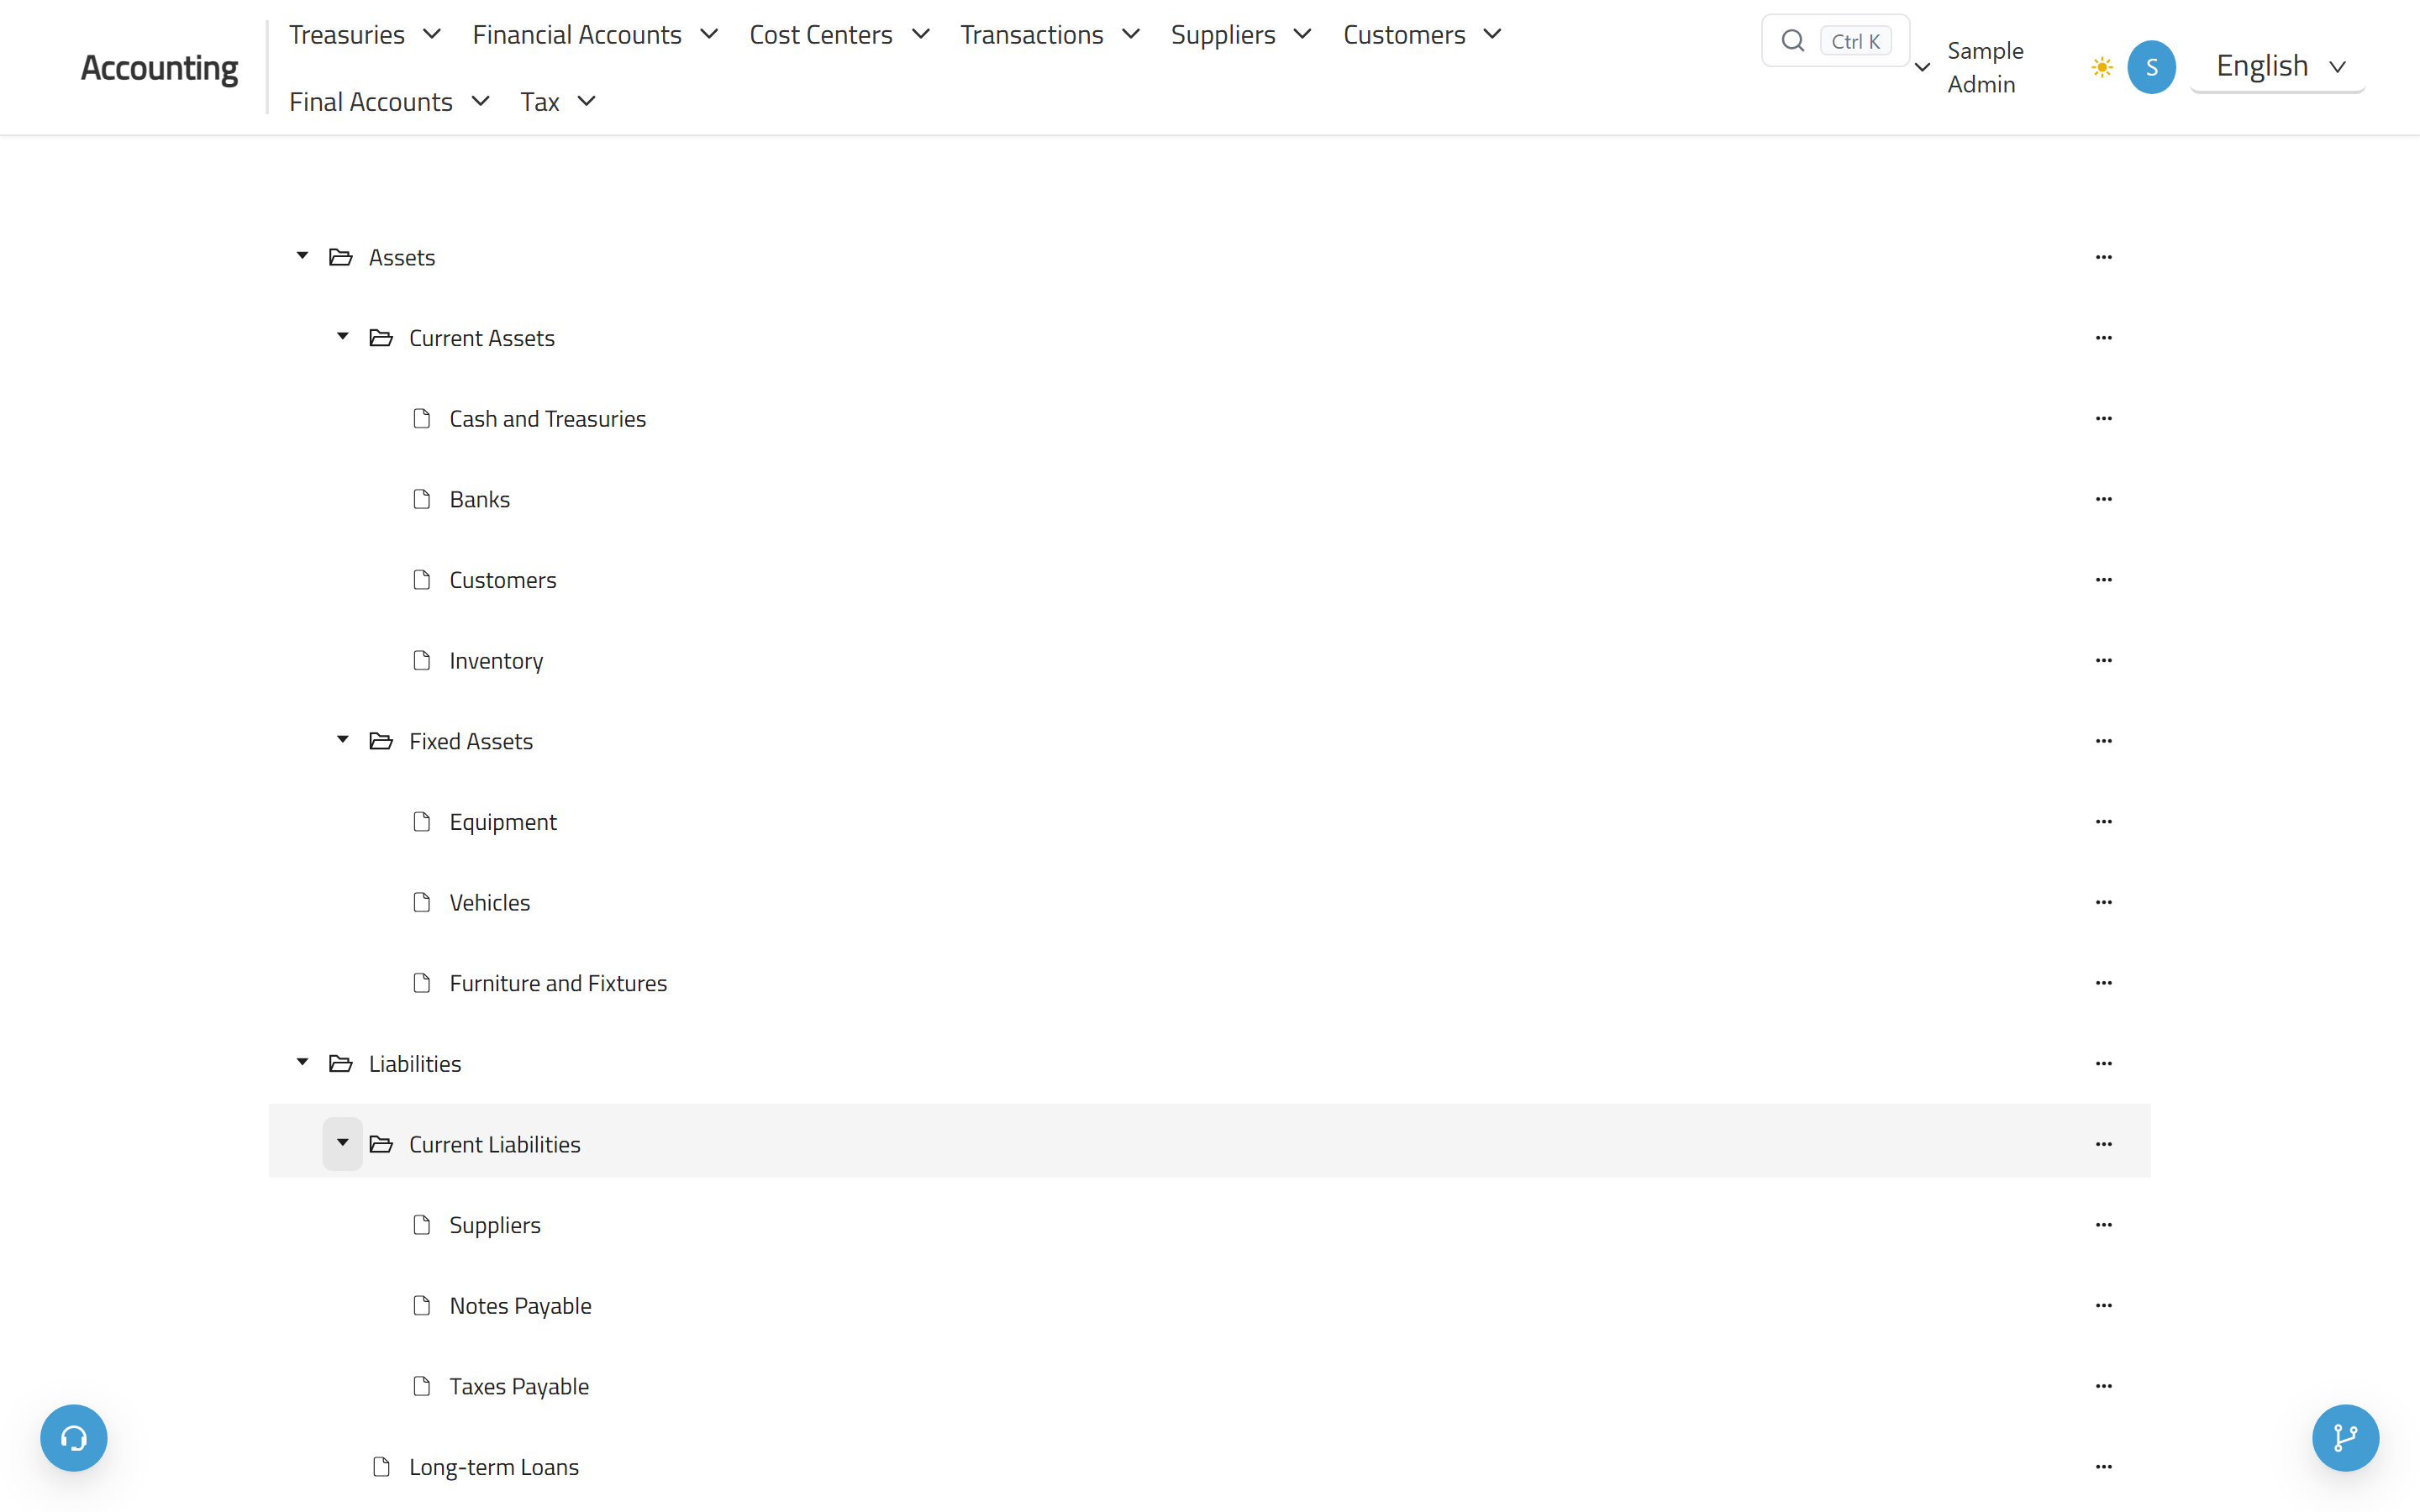 Accounting
Treasuries
Financial Accounts
Cost Centers
Transactions
Suppliers
Customers
Final Accounts
Tax
Ctrl K
Sample
Admin
S
English
Assets
Current Assets
Cash and Treasuries
Banks
Customers
Inventory
Fixed Assets
Equipment
Vehicles
Furniture and Fixtures
Liabilities
Current Liabilities
Suppliers
Notes Payable
Taxes Payable
Long-term Loans